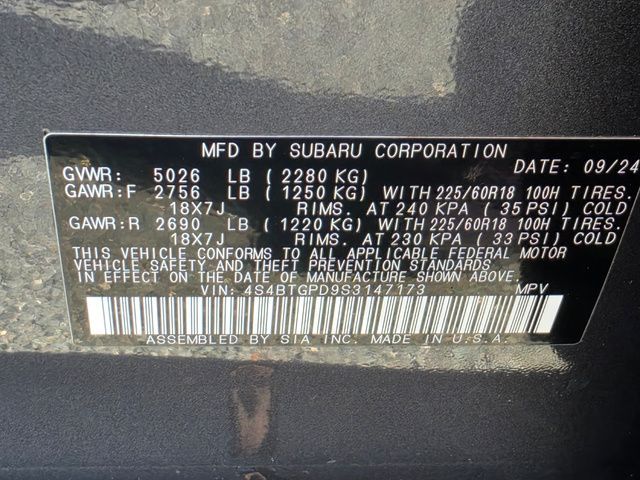 MFD BY SUBARU CORPORATION
DATE: 09/24
GVWR: 5026 LB ( 2280 KG)
GAWR:F 2756 LB ( 1250 KG) WITH 225/60R18 100H TIRES.
18X7J RIMS. AT 240 KPA ( 35 PSI) COLD
GAWR:R 2690 LB ( 1220 KG) WITH 225/60R18 100H TIRES.
18X7J RIMS. AT 230 KPA ( 33 PSI) COLD
THIS VEHICLE CONFORMS TO ALL APPLICABLE FEDERAL MOTOR
VEHICLE SAFETY AND THEFT PREVENTION STANDARDS
IN EFFECT ON THE DATE OF MANUFACTURE SHOWN ABOVE.
VIN: 4S4BTGPD9S3147173 MPV
ASSEMBLED BY SIA INC. MADE IN U.S.A.